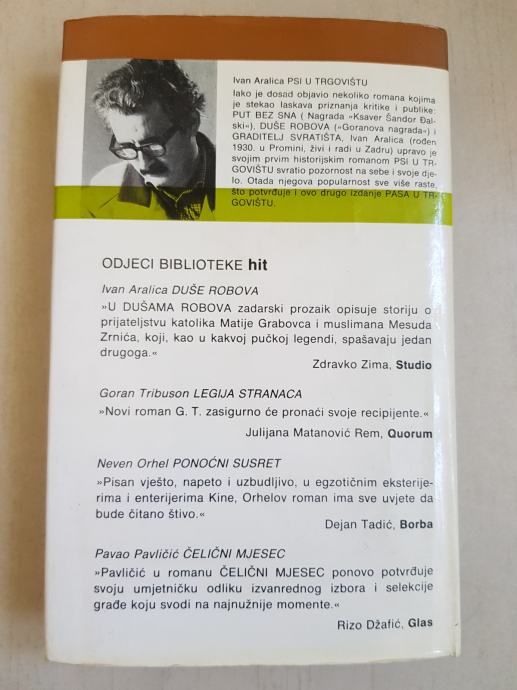 Ivan Aralica PSI U TRGOVIŠTU
Iako je dosad objavio nekoliko romana kojima
je stekao laskava priznanja kritike i publike:
PUT BEZ SNA ( Nagrada »Ksaver Šandor Đal-
ski«), DUŠE ROBOVA (»Goranova nagrada«) i
GRADITELJ SVRATIŠTA, Ivan Aralica (rođen
1930. u Promini, živi i radi u Zadru) upravo je
svojim prvim historijskim romanom PSI U TR-
GOVIŠTU svratio pozornost na sebe i svoje dje-
lo. Otada njegova popularnost sve više raste,
što potvrđuje i ovo drugo izdanje PASA U TR-
GOVIŠTU.
ODJECI BIBLIOTEKE hit
Ivan Aralica DUŠE ROBOVA
»U DUŠAMA ROBOVA zadarski prozaik opisuje storiju o
prijateljstvu katolika Matije Grabovca i muslimana Mesuda
Zrnića, koji, kao u kakvoj pučkoj legendi, spašavaju jedan
drugoga.«
Zdravko Zima, Studio
Goran Tribuson LEGIJA STRANACA
»Novi roman G. T. zasigurno će pronaći svoje recipijente.«
Julijana Matanović Rem, Quorum
Neven Orhel PONOĆNI SUSRET
»Pisan vješto, napeto i uzbudljivo, u egzotičnim eksterije-
rima i enterijerima Kine, Orhelov roman ima sve uvjete da
bude čitano štivo.«
Dejan Tadić, Borba
Pavao Pavličić ČELIČNI MJESEC
»Pavličić u romanu ČELIČNI MJESEC ponovo potvrđuje
svoju umjetničku odliku izvanrednog izbora i selekcije
građe koju svodi na najnužnije momente.«
Rizo Džafić, Glas